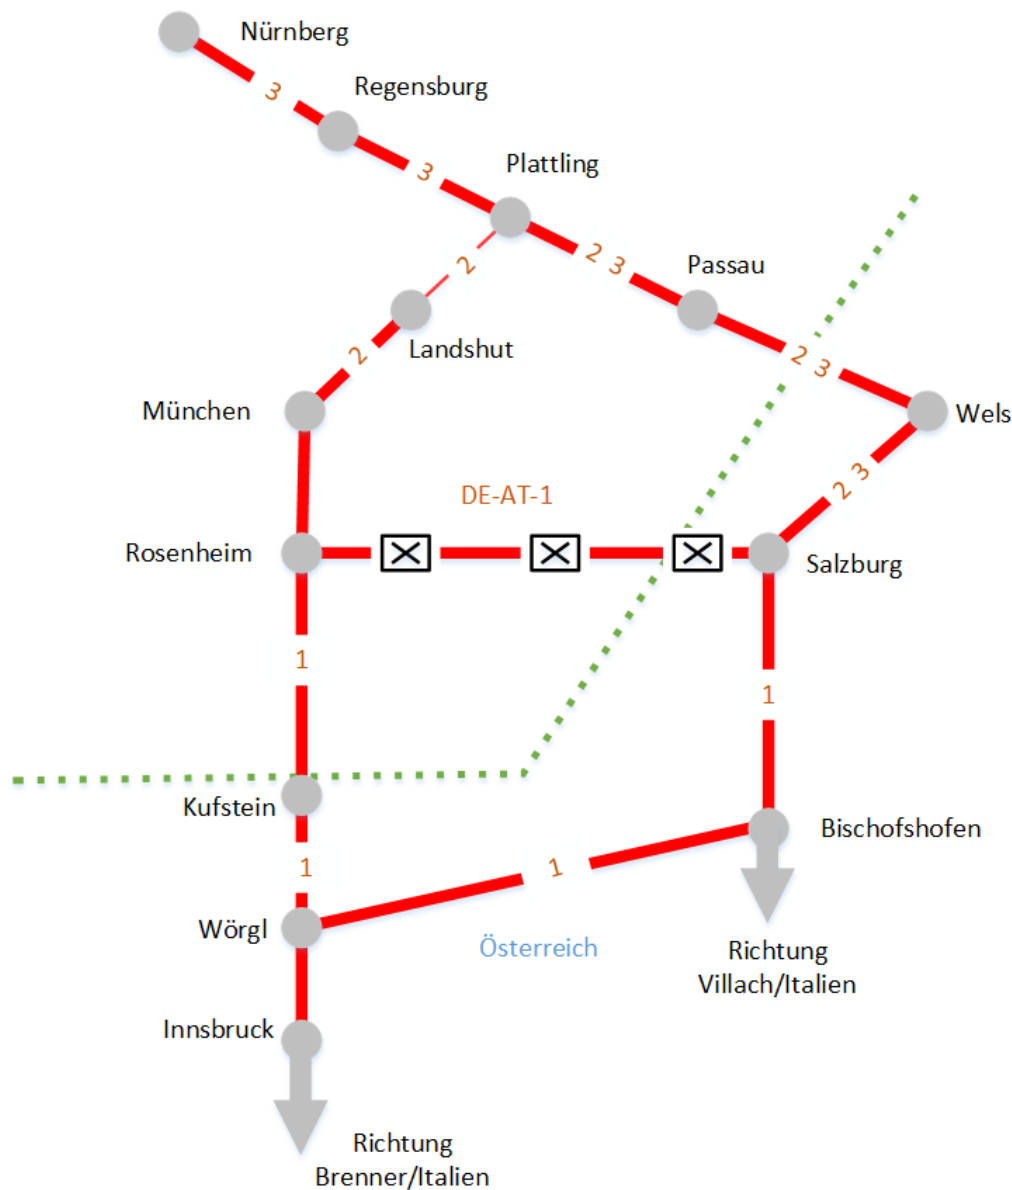 Nürnberg
3
Regensburg
3
Plattling
2 3
Passau
2
Landshut
2 3
2
München
Wels
2 3
DE-AT-1
Rosenheim
Salzburg
1
1
Kufstein
Bischofshofen
1
1
Wörgl
Österreich
Richtung
Villach/Italien
Innsbruck
Richtung
Brenner/Italien